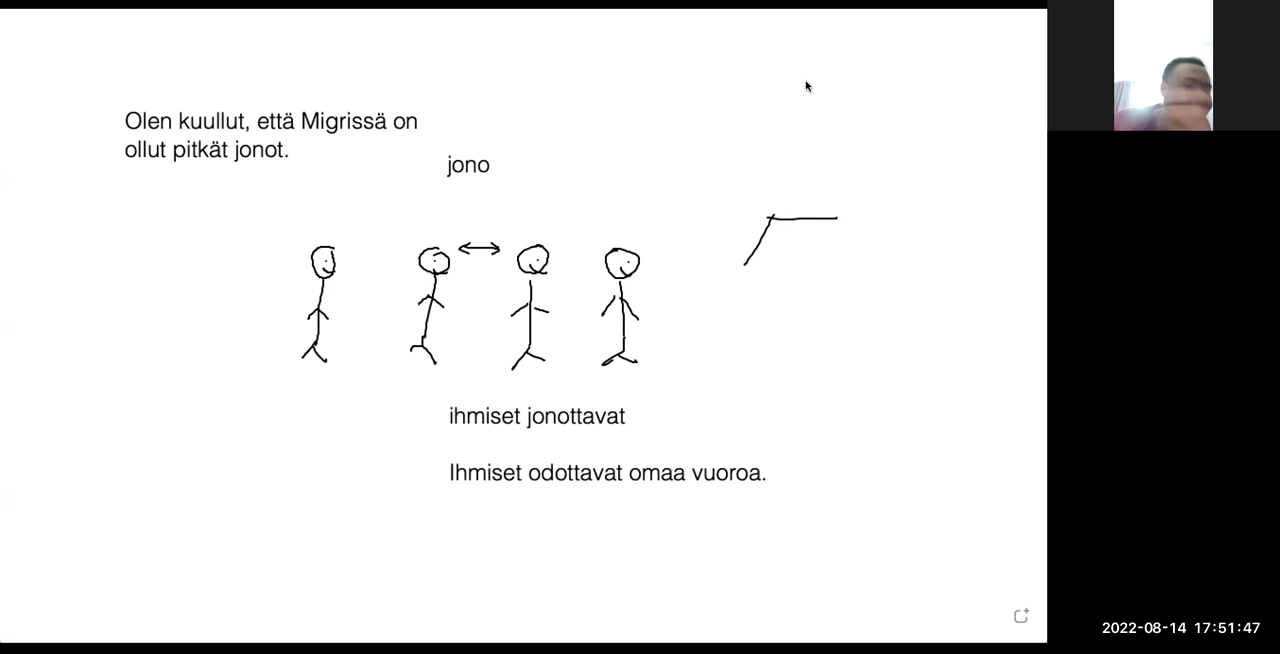 Olen kuullut, että Migrissä on
ollut pitkät jonot.
jono
ihmiset jonottavat
Ihmiset odottavat omaa vuoroa.
2022-08-14 17:51:47